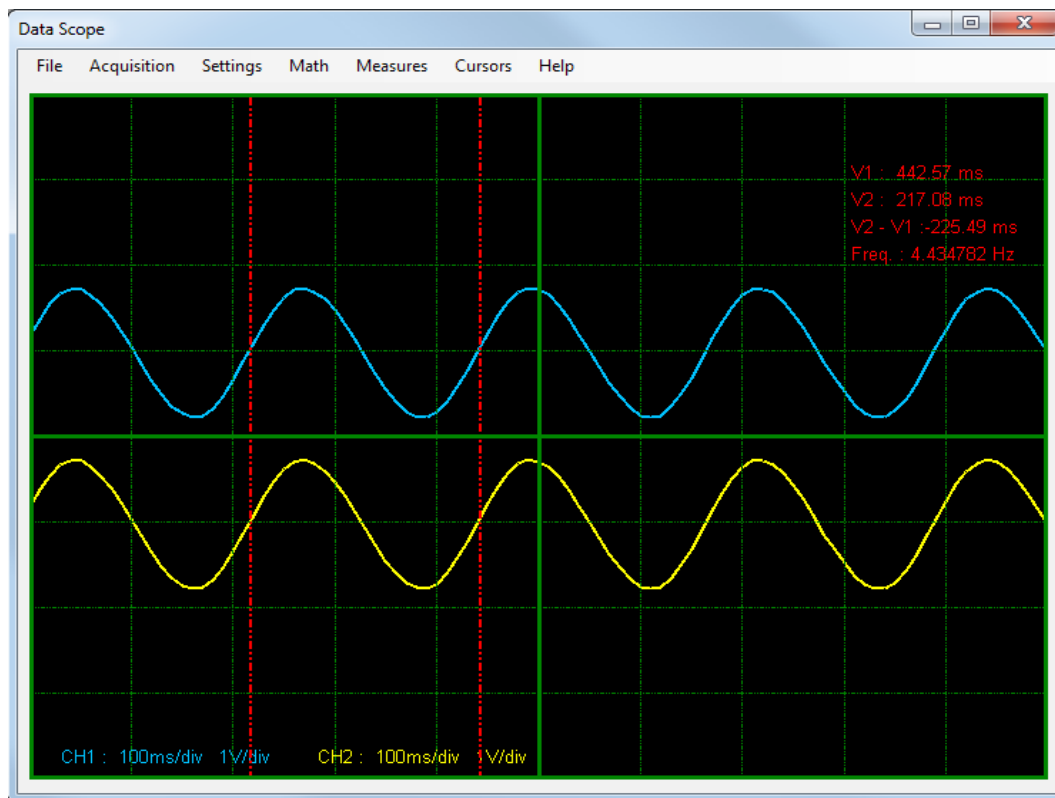 Data Scope
File Acquisition Settings Math Measures Cursors Help
V1 : 442.57 ms
V2 : 217.08 ms
V2 - V1 :-225.49 ms
Freq. : 4.434782 Hz
CH1 : 100ms/div 1V/div CH2 : 100ms/div 1V/div